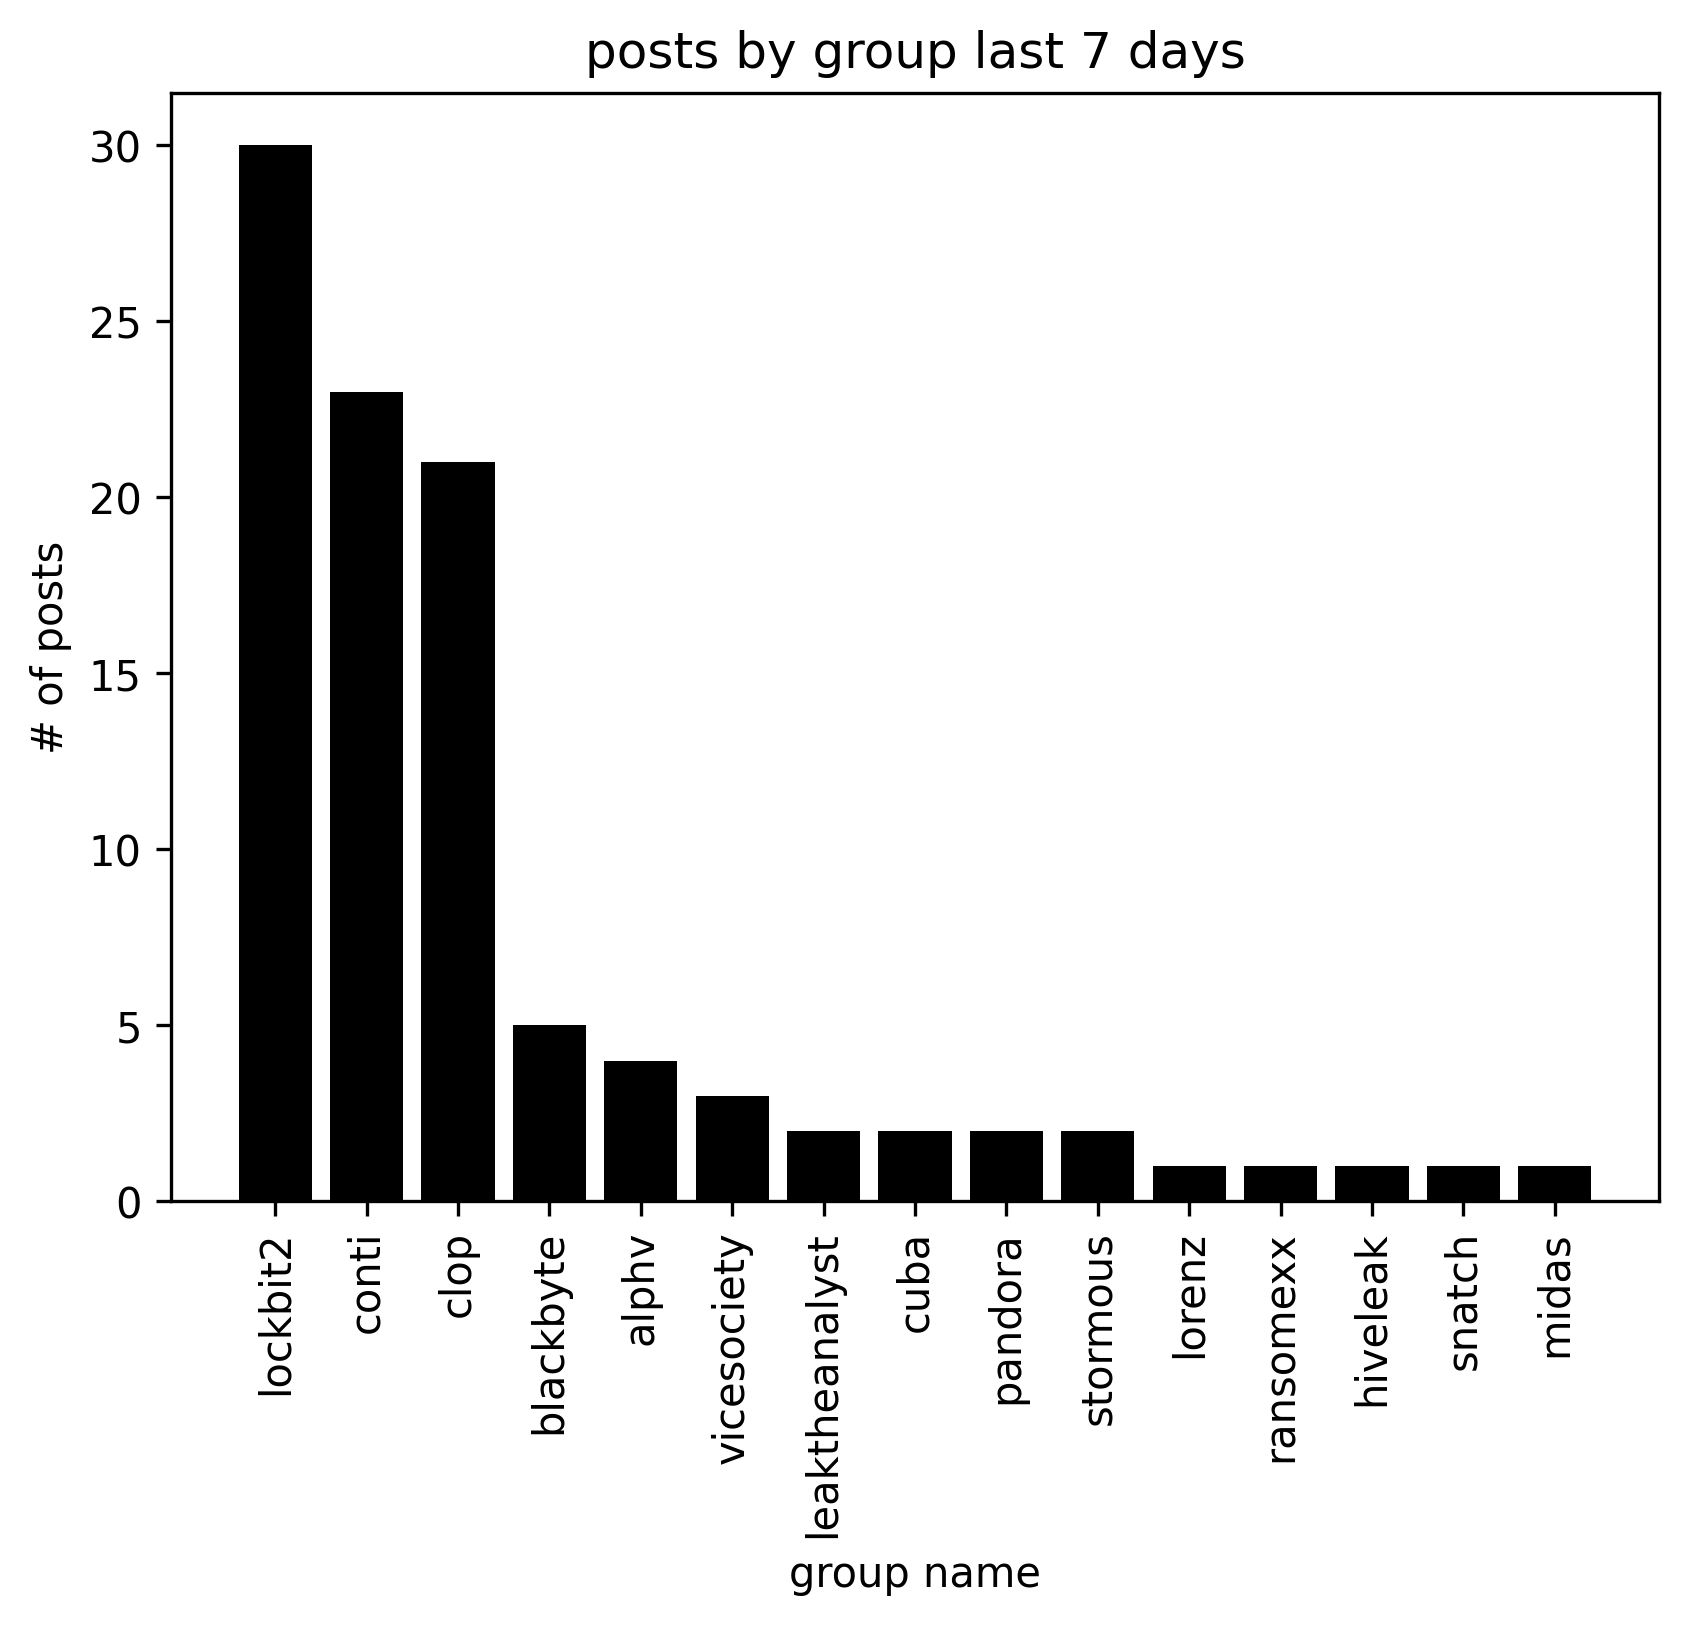 posts by group last 7 days
# of posts
30
25
20
15
10
5
0
lockbit2
conti
clop
blackbyte
alphv
vicesociety
leaktheanalyst
cuba
pandora
stormous
lorenz
ransomexx
hiveleak
snatch
midas
group name